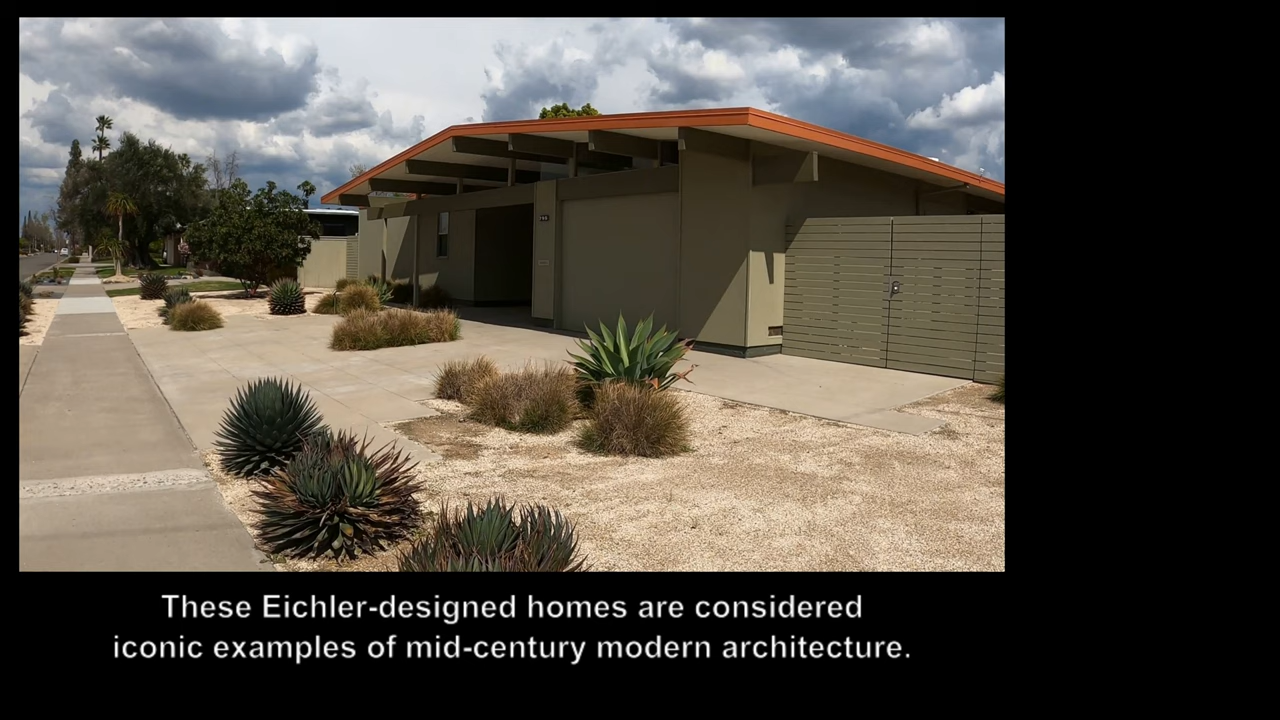 These Eichler-designed homes are considered
iconic examples of mid-century modern architecture.